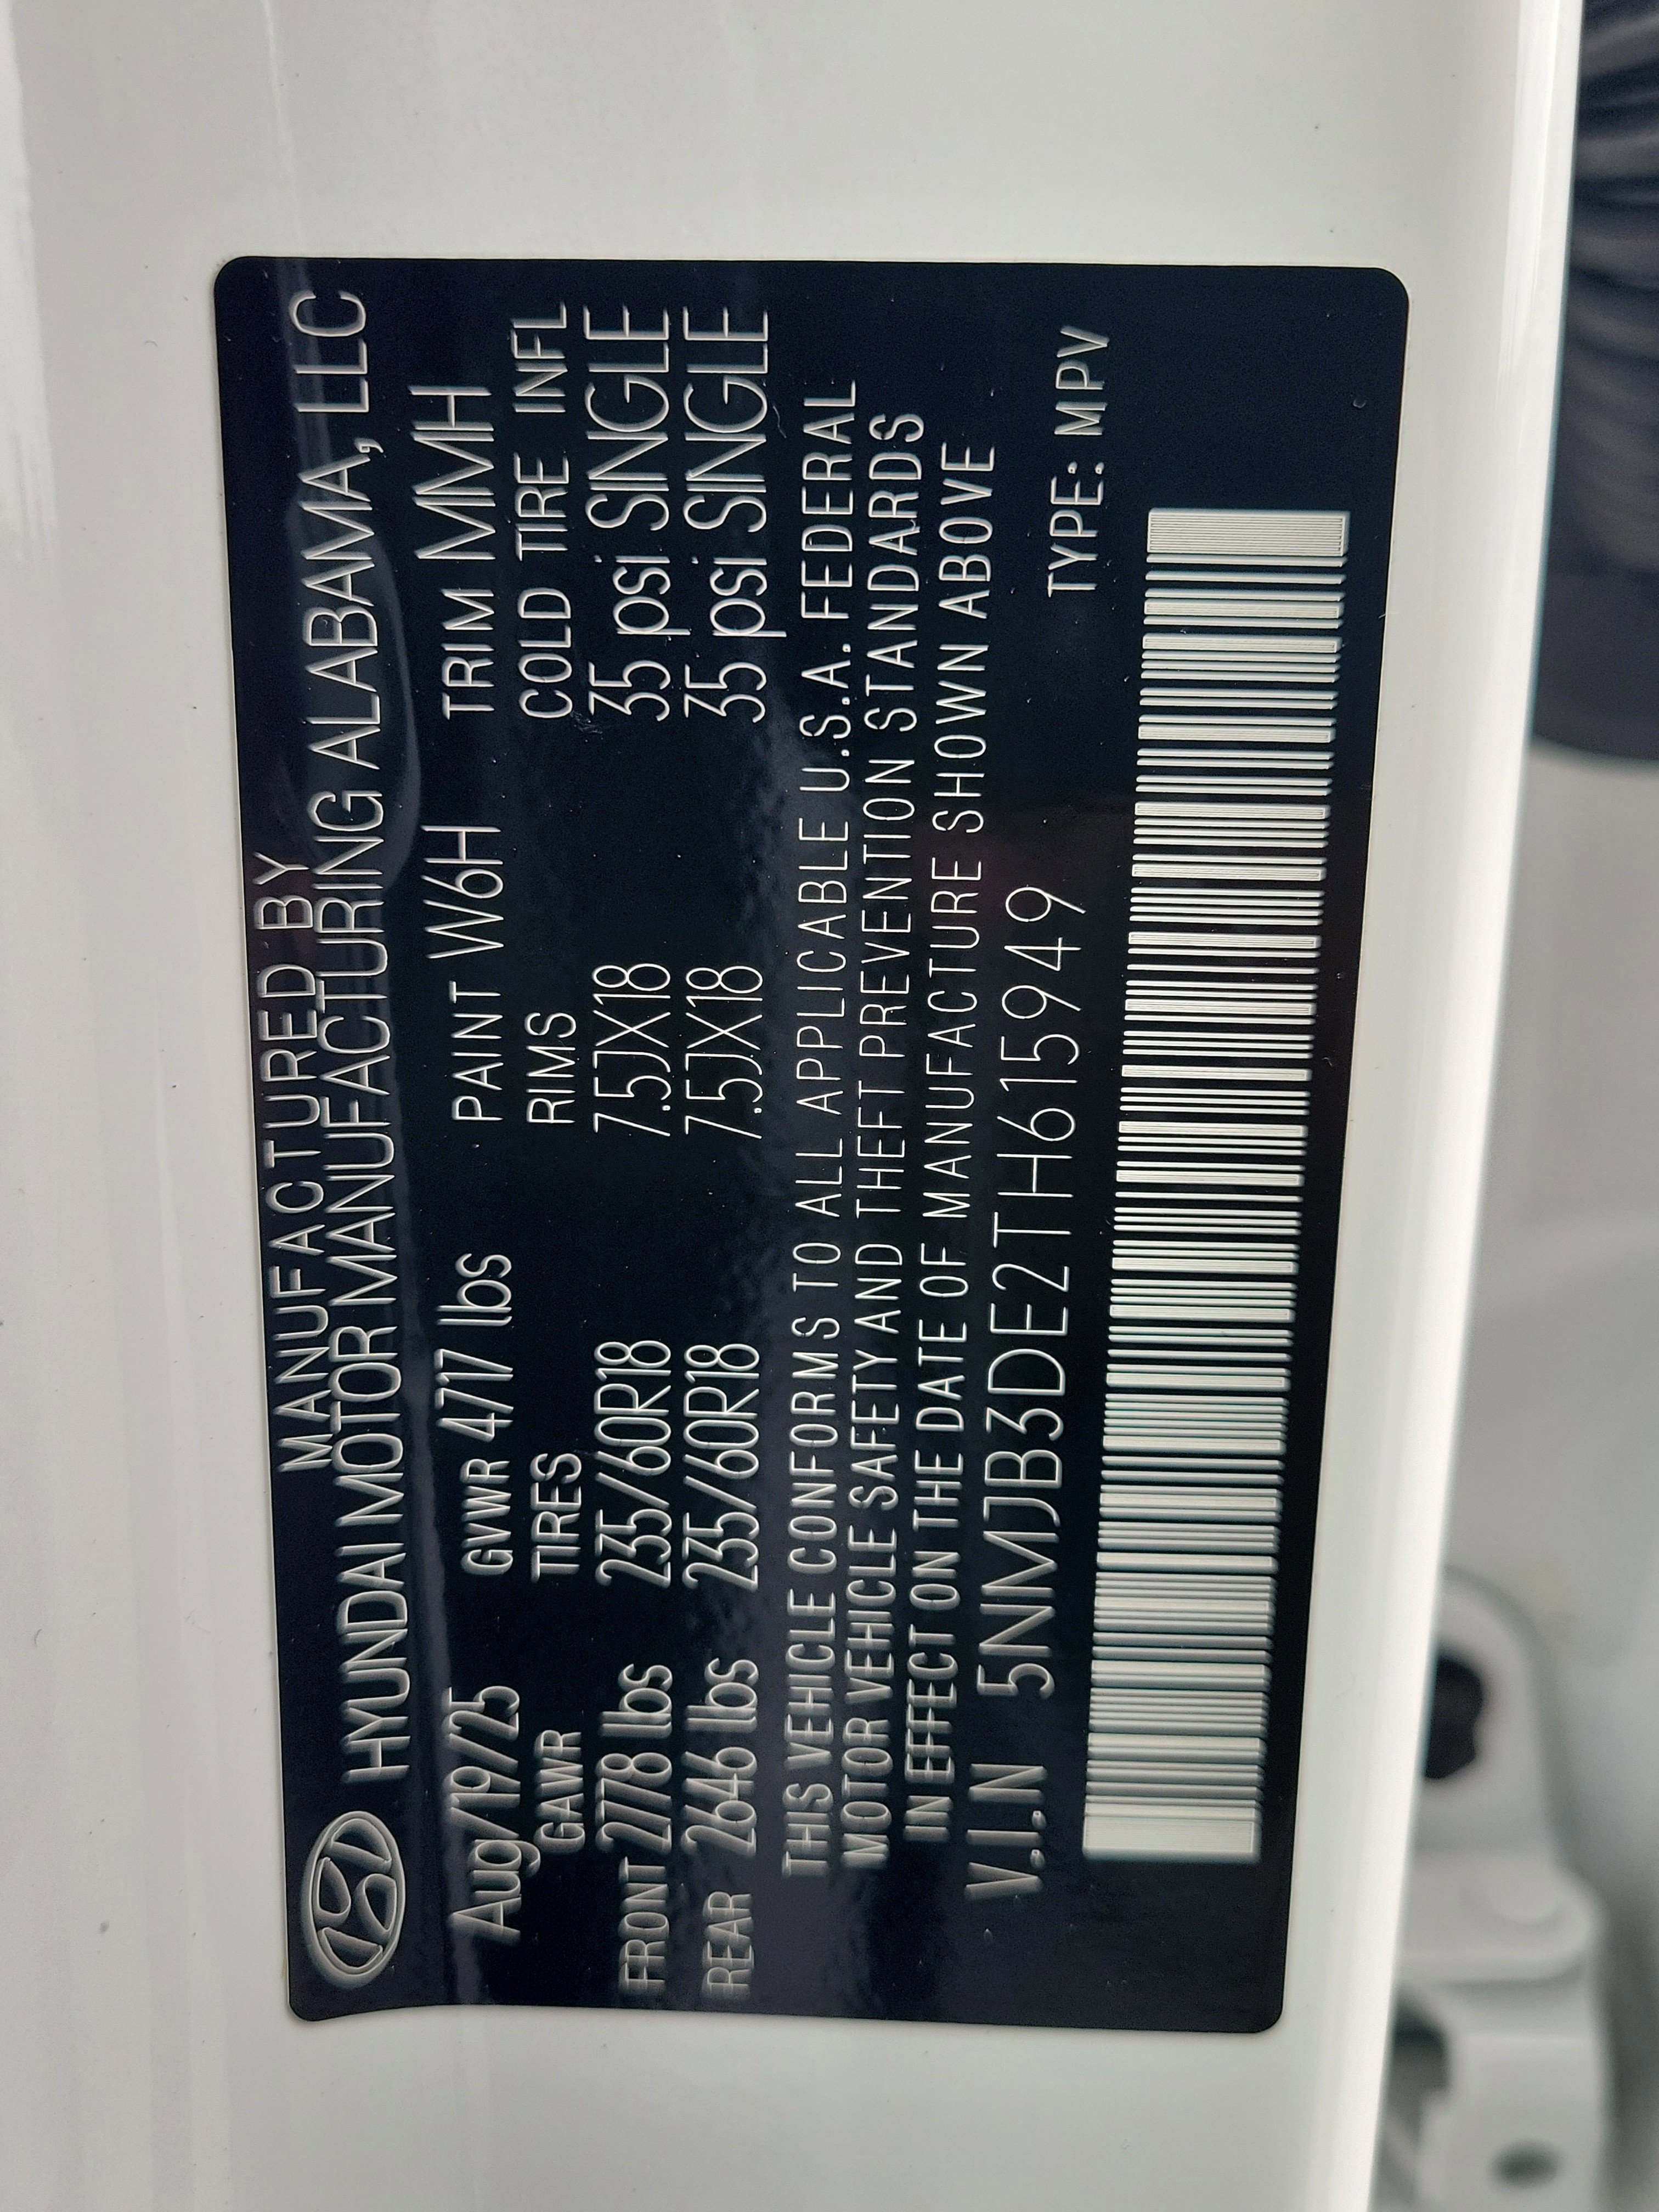 MANUFACTURED BY
HYUNDAI MOTOR MANUFACTURING ALABAMA, LLC
Aug/19/25 GVWR 4717 lbs PAINT W6H TRIM MMH
GAWR TIRES RIMS COLD TIRE INFL
FRONT 2778 lbs 235/60R18 7.5JX18 35 psi SINGLE
REAR 2646 lbs 235/60R18 7.5JX18 35 psi SINGLE
THIS VEHICLE CONFORMS TO ALL APPLICABLE U.S.A. FEDERAL
MOTOR VEHICLE SAFETY AND THEFT PREVENTION STANDARDS
IN EFFECT ON THE DATE OF MANUFACTURE SHOWN ABOVE
V.I.N 5NMJB3DE2TH615949 TYPE: MPV